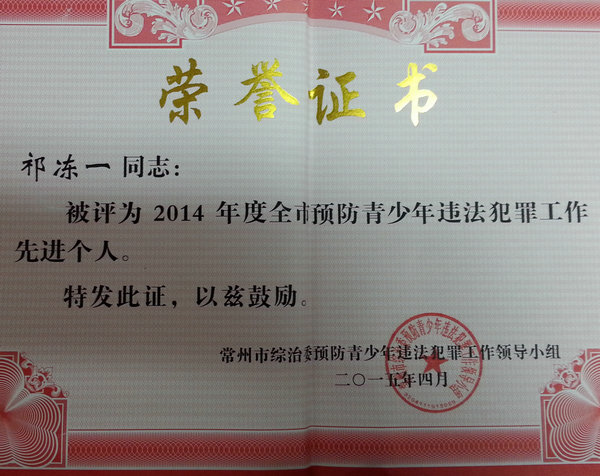 荣誉证书
祁冻一同志：
被评为 2014 年度全市预防青少年违法犯罪工作
先进个人。
特发此证，以兹鼓励。
常州市综治委预防青少年违法犯罪工作领导小组
二〇一五年四月